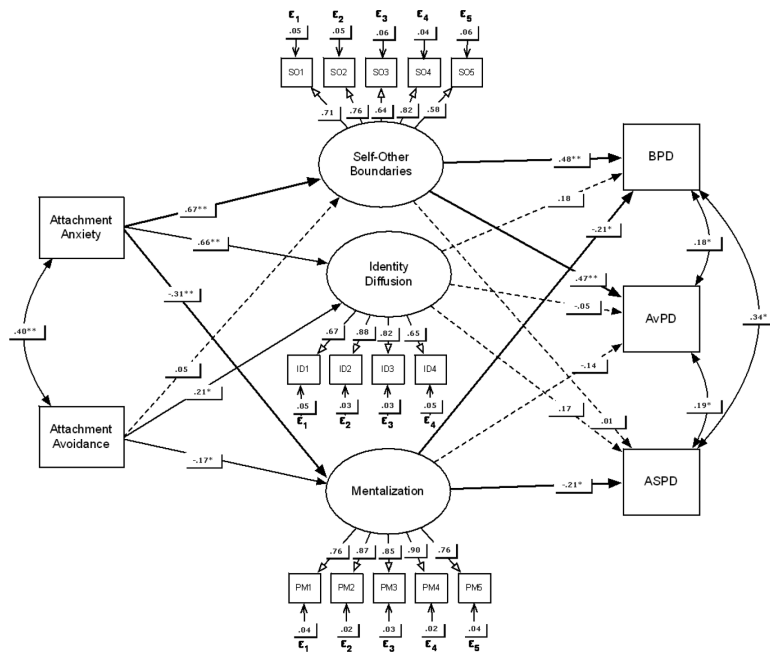 ε1 ε2 ε3 ε4 ε5
.05 .05 .06 .04 .06
SO1 SO2 SO3 SO4 SO5
.71 .76 .64 .82 .58
Self-Other
Boundaries
BPD
.48**
.18
-.21*
Attachment
Anxiety
.67**
.66**
-.31**
Identity
Diffusion
.18*
.47**
-.05
AvPD
.34*
.67 .88 .82 .65
ID1 ID2 ID3 ID4
.05 .03 .03 .05
ε1 ε2 ε3 ε4
.40**
.05
.21*
-.14
.17
.01
.19*
Attachment
Avoidance
-.17*
Mentalization
-.21*
ASPD
.76 .87 .85 .90 .76
PM1 PM2 PM3 PM4 PM5
.04 .02 .03 .02 .04
ε1 ε2 ε3 ε4 ε5